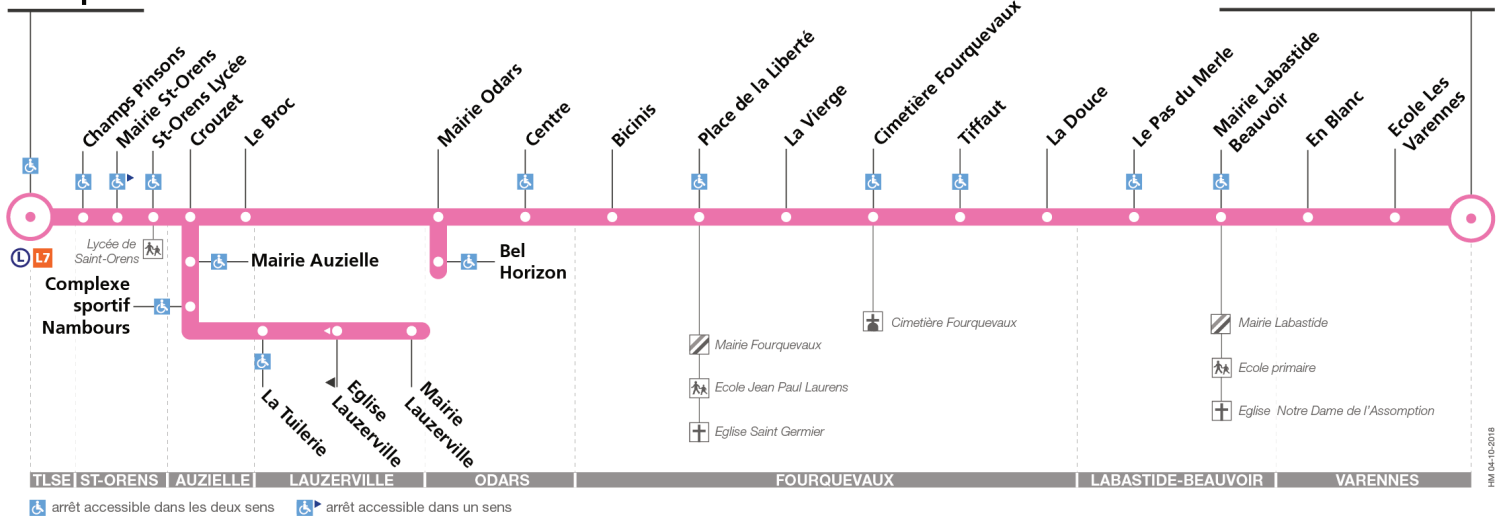 Champs Pinsons
Mairie St-Orens
St-Orens Lycée
Crouzet
Le Broc
Mairie Odars
Centre
Bicinis
Place de la Liberté
La Vierge
Cimetière Fourquevaux
Tiffaut
La Douce
Le Pas du Merle
Mairie Labastide
Beauvoir
En Blanc
Ecole Les
Varennes
L L7
Lycée de
Saint-Orens
Mairie Auzielle
Bel
Horizon
Complexe
sportif
Nambours
La Tuilerie
Eglise
Lauzerville
Mairie
Lauzerville
Cimetière Fourquevaux
Mairie Fourquevaux
Ecole Jean Paul Laurens
Eglise Saint Germier
Mairie Labastide
Ecole primaire
Eglise Notre Dame de l'Assomption
TLSE ST-ORENS AUZIELLE LAUZERVILLE ODARS FOURQUEVAUX LABASTIDE-BEAUVOIR VARENNES
arrêt accessible dans les deux sens arrêt accessible dans un sens
HM 04-10-2018